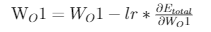 W_O1 = W_O1 − lr * ∂E_total/∂W_O1